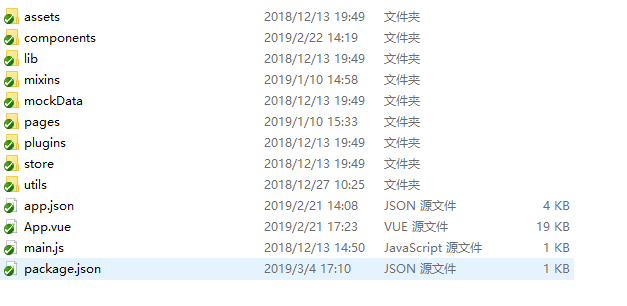 assets 2018/12/13 19:49 文件夹
components 2019/2/22 14:19 文件夹
lib 2018/12/13 19:49 文件夹
mixins 2019/1/10 14:58 文件夹
mockData 2018/12/13 19:49 文件夹
pages 2019/1/10 15:33 文件夹
plugins 2018/12/13 19:49 文件夹
store 2018/12/13 19:49 文件夹
utils 2018/12/27 10:25 文件夹
app.json 2019/2/21 14:08 JSON 源文件 4 KB
App.vue 2019/2/21 17:23 VUE 源文件 19 KB
main.js 2018/12/13 14:50 JavaScript 源文件 1 KB
package.json 2019/3/4 17:10 JSON 源文件 1 KB